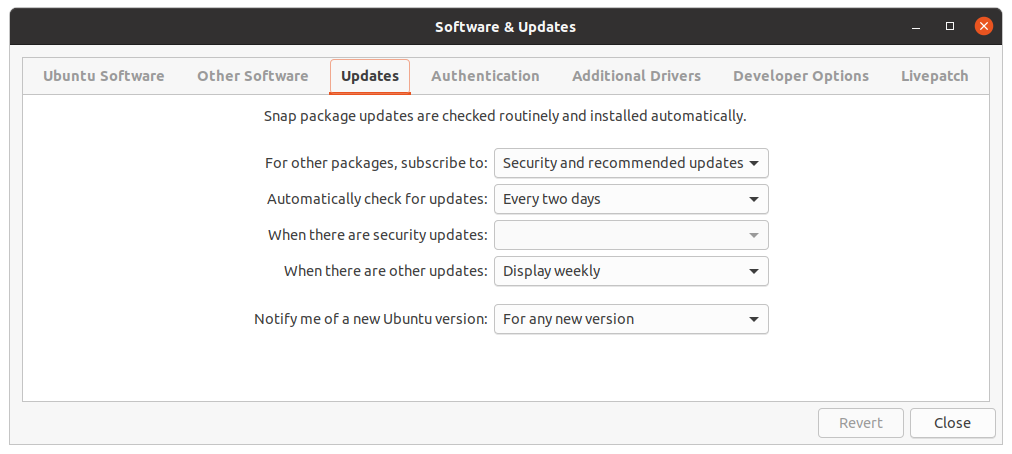 Software & Updates
Ubuntu Software Other Software Updates Authentication Additional Drivers Developer Options Livepatch
Snap package updates are checked routinely and installed automatically.
For other packages, subscribe to: Security and recommended updates
Automatically check for updates: Every two days
When there are security updates:
When there are other updates: Display weekly
Notify me of a new Ubuntu version: For any new version
Revert Close